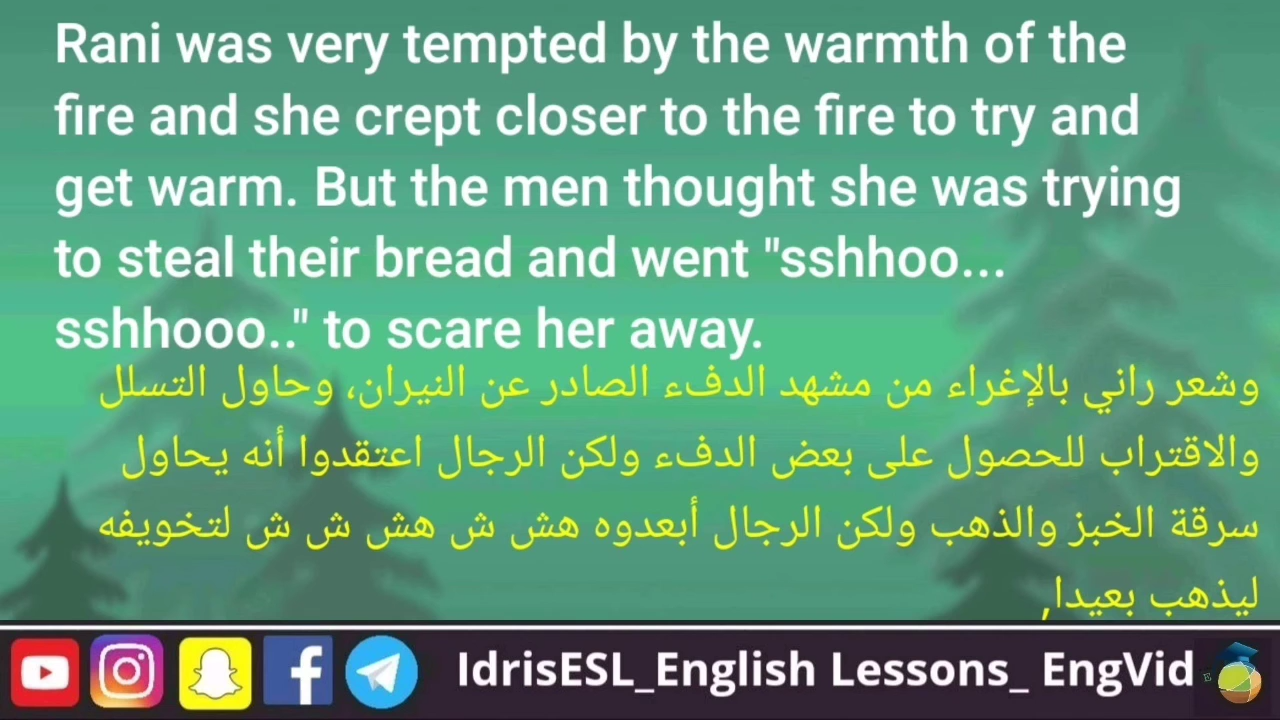 Rani was very tempted by the warmth of the
fire and she crept closer to the fire to try and
get warm. But the men thought she was trying
to steal their bread and went "sshhoo...
sshhooo.." to scare her away.
وشعر راني بالإغراء من مشهد الدفء الصادر عن النيران، وحاول التسلل
والاقتراب للحصول على بعض الدفء ولكن الرجال اعتقدوا أنه يحاول
سرقة الخبز والذهب ولكن الرجال أبعدوه هش ش هش ش ش لتخويفه
ليذهب بعيدا,
IdrisESL_English Lessons_ EngVid
E